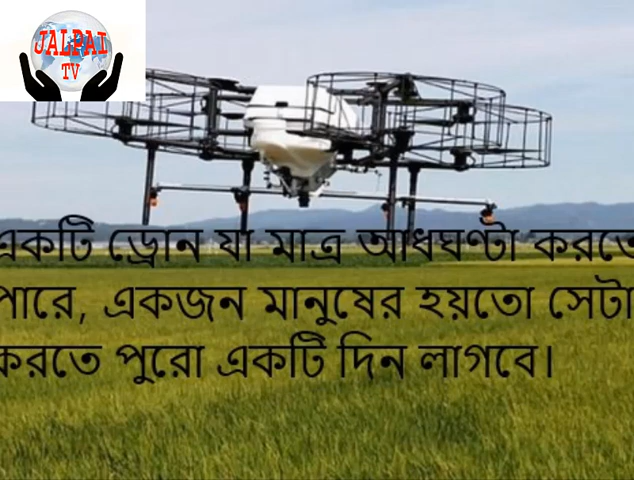 JALPAI
TV
একটি ড্রোন যা মাত্র আধঘণ্টা করতে
পারে, একজন মানুষের হয়তো সেটা
করতে পুরো একটি দিন লাগবে।